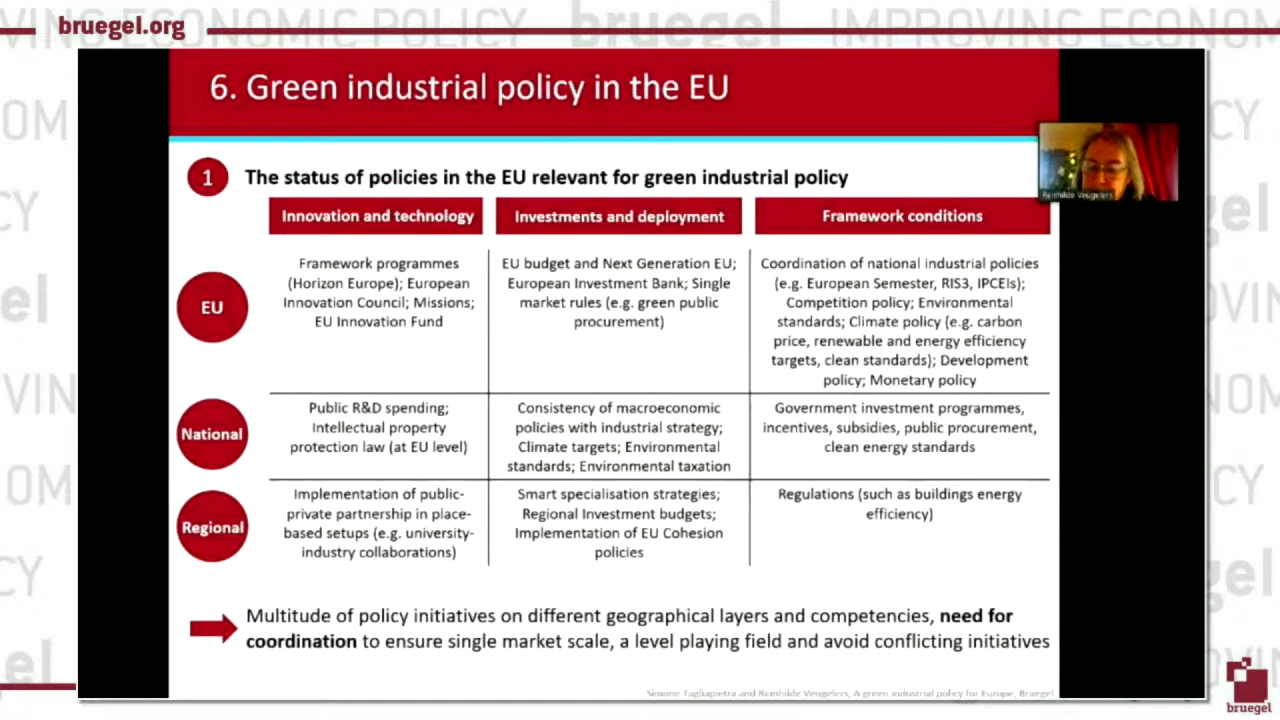 bruegel.org
6. Green industrial policy in the EU
Reinhilde Veugelers
1
The status of policies in the EU relevant for green industrial policy
Innovation and technology
Investments and deployment
Framework conditions
EU
Framework programmes
(Horizon Europe); European
Innovation Council; Missions;
EU Innovation Fund
EU budget and Next Generation EU;
European Investment Bank; Single
market rules (e.g. green public
procurement)
Coordination of national industrial policies
(e.g. European Semester, RIS3, IPCEIs);
Competition policy; Environmental
standards; Climate policy (e.g. carbon
price, renewable and energy efficiency
targets, clean standards); Development
policy; Monetary policy
National
Public R&D spending;
Intellectual property
protection law (at EU level)
Consistency of macroeconomic
policies with industrial strategy;
Climate targets; Environmental
standards; Environmental taxation
Government investment programmes,
incentives, subsidies, public procurement,
clean energy standards
Regional
Implementation of public-
private partnership in place-
based setups (e.g. university-
industry collaborations)
Smart specialisation strategies;
Regional Investment budgets;
Implementation of EU Cohesion
policies
Regulations (such as buildings energy
efficiency)
Multitude of policy initiatives on different geographical layers and competencies, need for
coordination to ensure single market scale, a level playing field and avoid conflicting initiatives
Simone Tagliapietra and Reinhilde Veugelers, A green industrial policy for Europe, Bruegel
bruegel